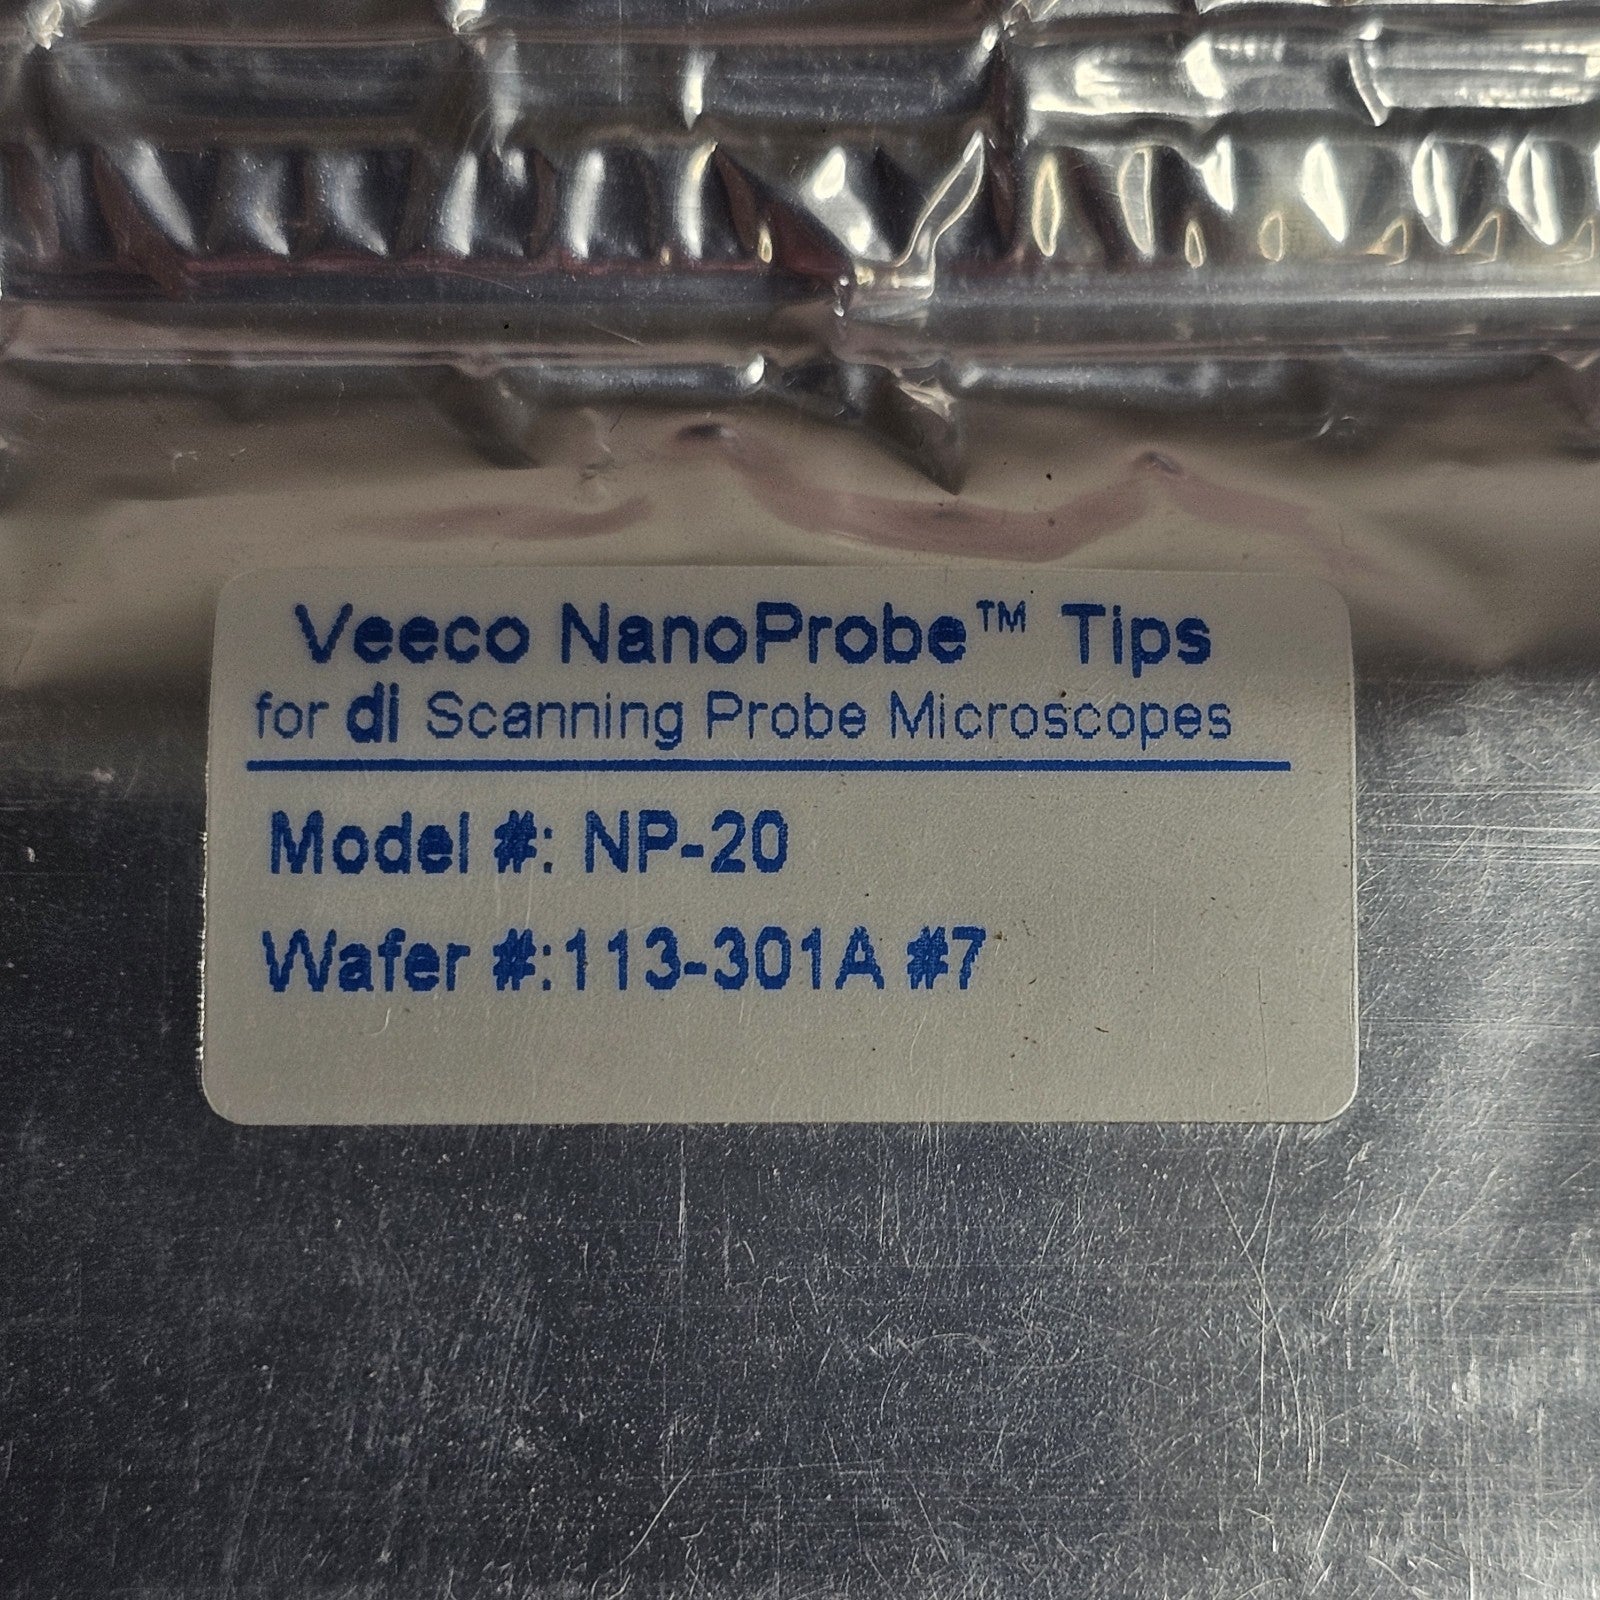 Veeco NanoProbe™ Tips
for di Scanning Probe Microscopes
Model #: NP-20
Wafer #:113-301A #7